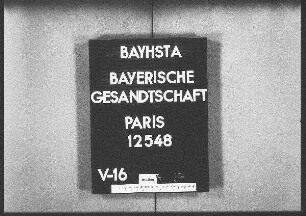 BAYHSTA
BAYERISCHE
GESANDTSCHAFT
PARIS
12548
V-16